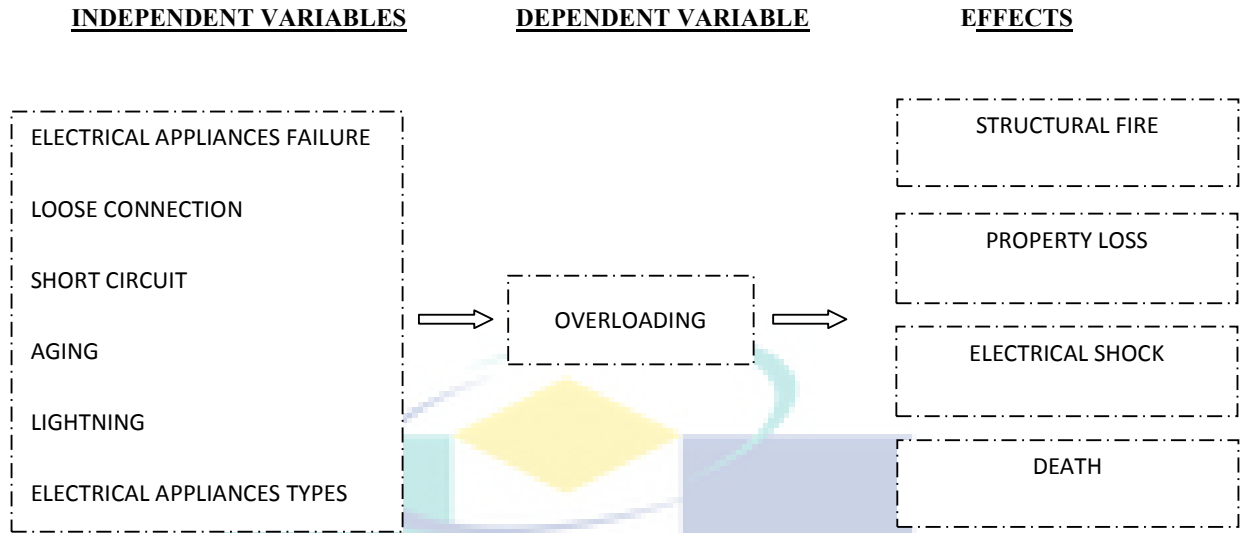 INDEPENDENT VARIABLES
DEPENDENT VARIABLE
EFFECTS
ELECTRICAL APPLIANCES FAILURE
LOOSE CONNECTION
SHORT CIRCUIT
AGING
LIGHTNING
ELECTRICAL APPLIANCES TYPES
OVERLOADING
STRUCTURAL FIRE
PROPERTY LOSS
ELECTRICAL SHOCK
DEATH